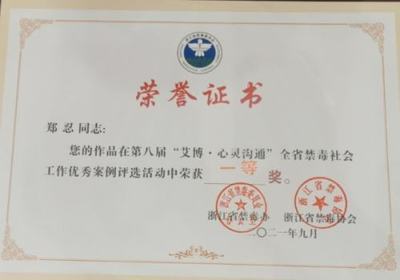 荣誉证书
郑忍 同志:
您的作品在第八届“艾博·心灵沟通”全省禁毒社会
工作优秀案例评选活动中荣获 奖。
浙江省禁毒办 浙江省禁毒协会
二〇二一年九月